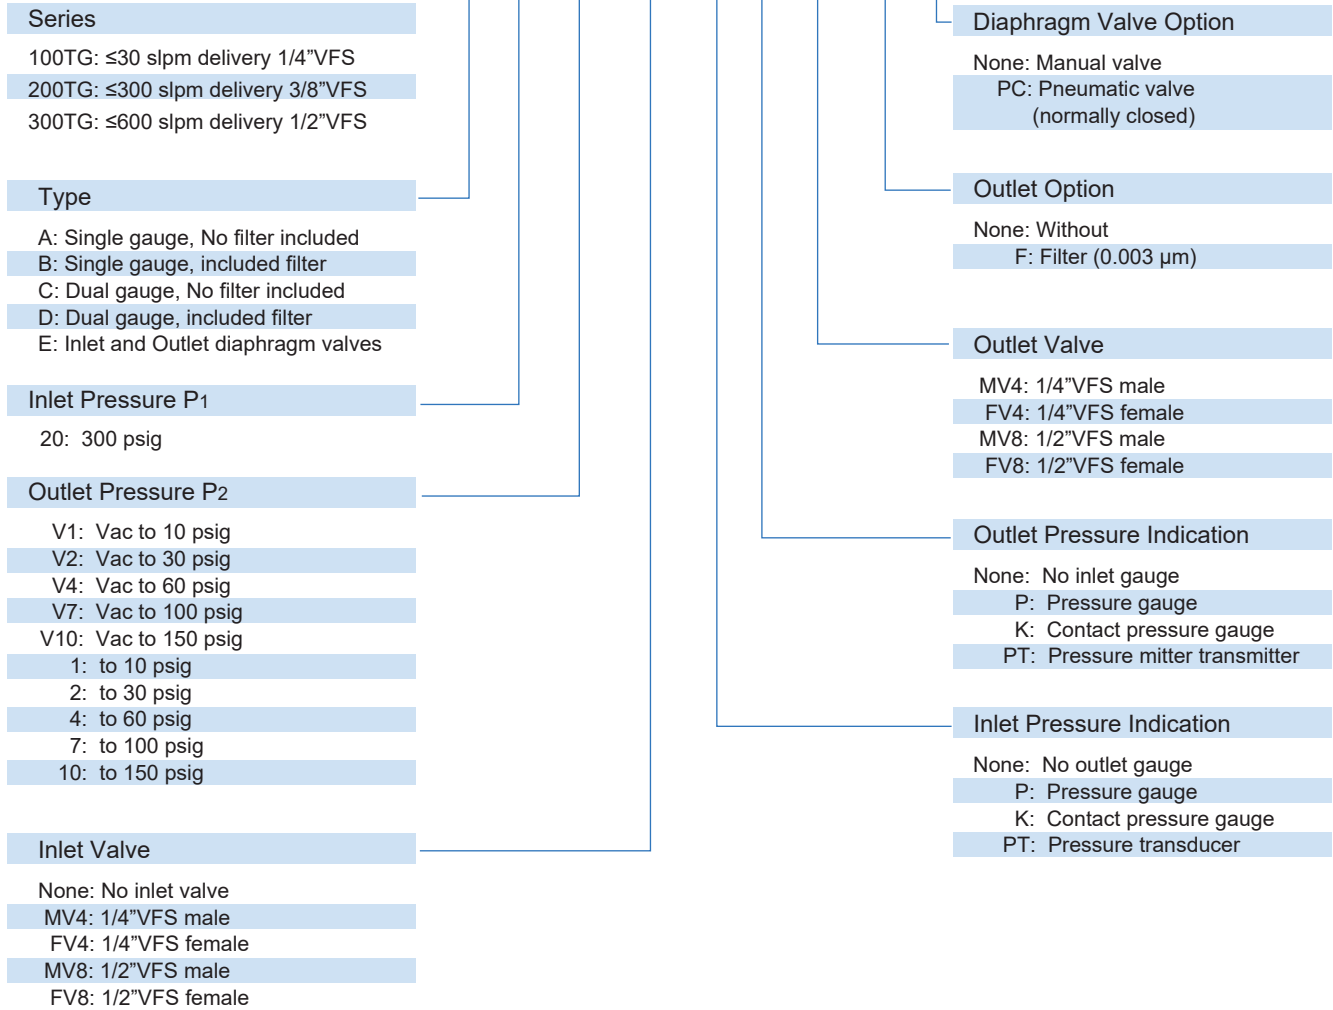 Series
100TG: ≤30 slpm delivery 1/4”VFS
200TG: ≤300 slpm delivery 3/8”VFS
300TG: ≤600 slpm delivery 1/2”VFS
Type
A: Single gauge, No filter included
B: Single gauge, included filter
C: Dual gauge, No filter included
D: Dual gauge, included filter
E: Inlet and Outlet diaphragm valves
Inlet Pressure P1
20: 300 psig
Outlet Pressure P2
V1: Vac to 10 psig
V2: Vac to 30 psig
V4: Vac to 60 psig
V7: Vac to 100 psig
V10: Vac to 150 psig
1: to 10 psig
2: to 30 psig
4: to 60 psig
7: to 100 psig
10: to 150 psig
Inlet Valve
None: No inlet valve
MV4: 1/4”VFS male
FV4: 1/4”VFS female
MV8: 1/2”VFS male
FV8: 1/2”VFS female
Diaphragm Valve Option
None: Manual valve
PC: Pneumatic valve
(normally closed)
Outlet Option
None: Without
F: Filter (0.003 μm)
Outlet Valve
MV4: 1/4”VFS male
FV4: 1/4”VFS female
MV8: 1/2”VFS male
FV8: 1/2”VFS female
Outlet Pressure Indication
None: No inlet gauge
P: Pressure gauge
K: Contact pressure gauge
PT: Pressure mitter transmitter
Inlet Pressure Indication
None: No outlet gauge
P: Pressure gauge
K: Contact pressure gauge
PT: Pressure transducer